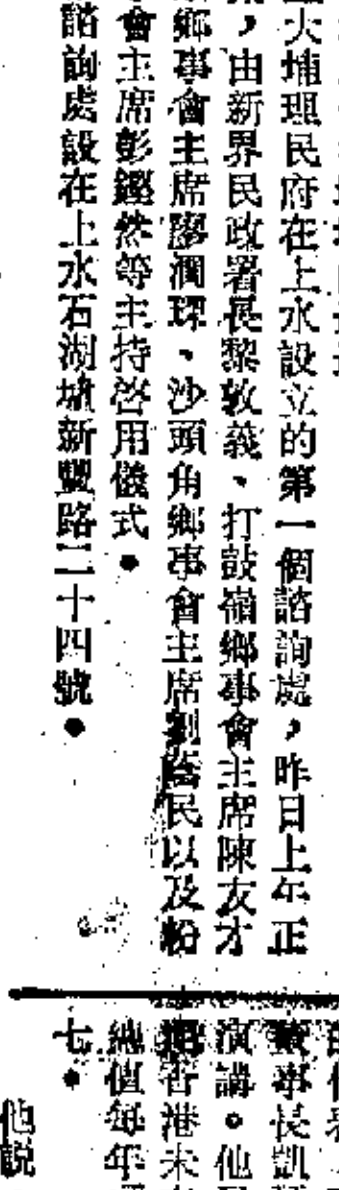 大埔理民府在上水設立的第一個諮詢處，昨日上午正
，由新界民政署長黎敦義、打鼓嶺鄉事會主席陳友才
鄉事會主席廖潤琛、沙頭角鄉事會主席劉蔭民以及粉
會主席彭鑑然等主持啓用儀式。
諮詢處設在上水石湖墟新豐路二十四號。
事長凱
演講。他
香港未
總值每年
七。
他說